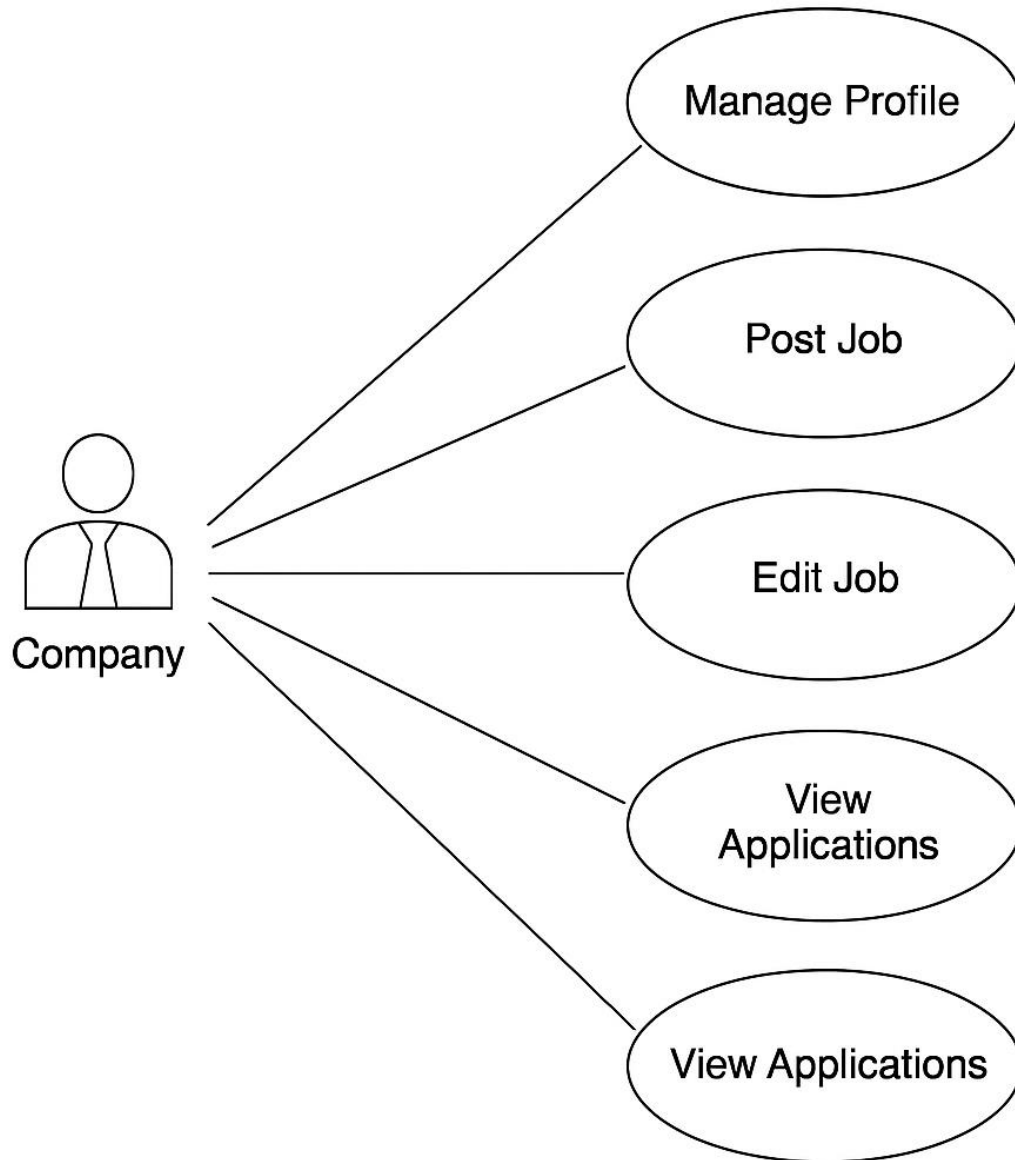 Manage Profile
Post Job
Edit Job
Company
View
Applications
View Applications